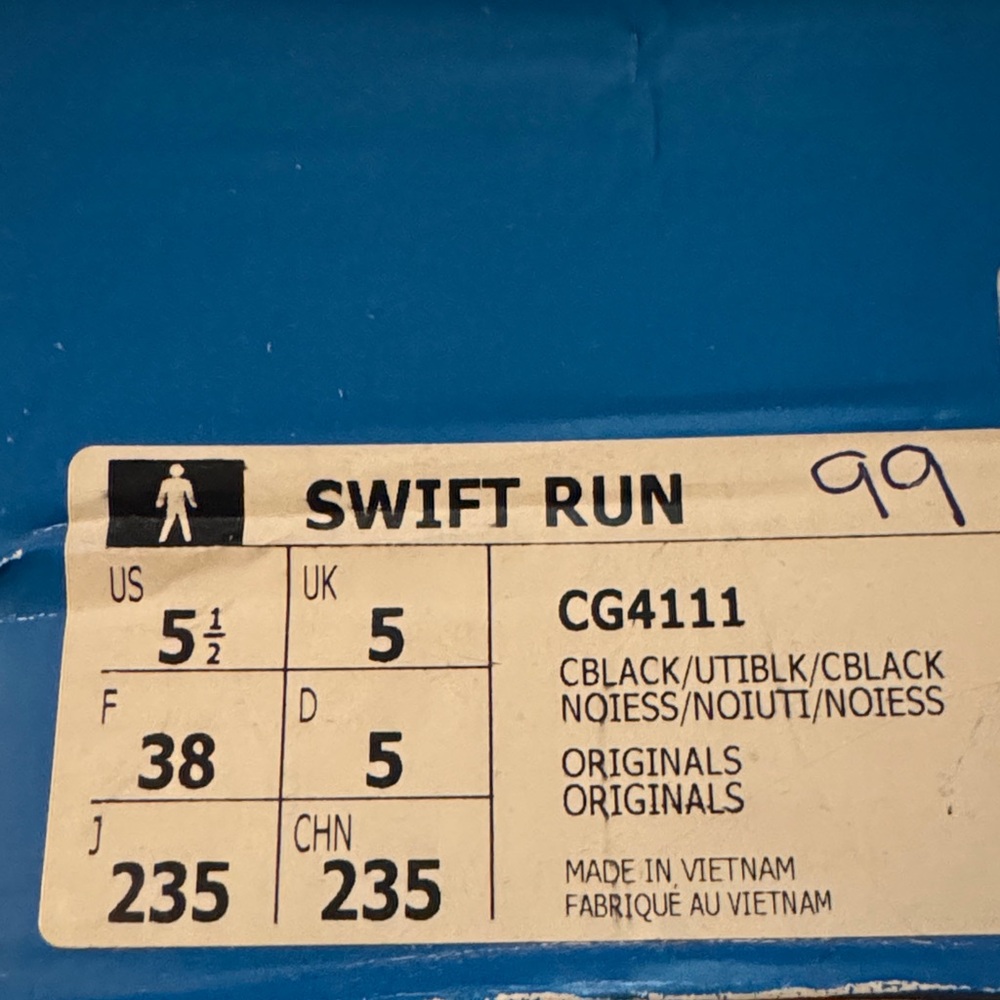 SWIFT RUN 99
US 5 1/2 UK 5
F 38 D 5
J 235 CHN 235
CG4111
CBLACK/UTIBLK/CBLACK
NOIESS/NOIUTI/NOIESS
ORIGINALS
ORIGINALS
MADE IN VIETNAM
FABRIQUÉ AU VIETNAM